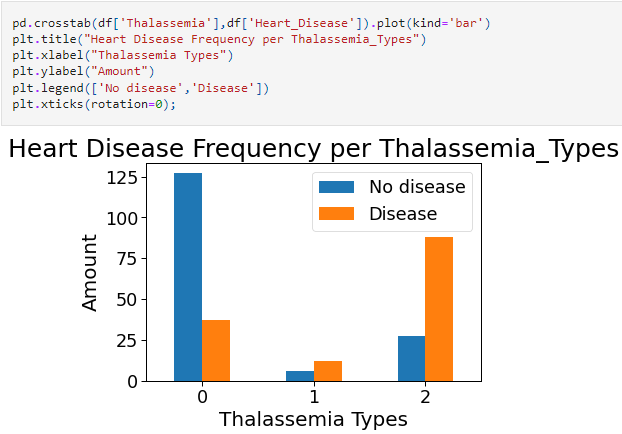 pd.crosstab(df['Thalassemia'],df['Heart_Disease']).plot(kind='bar')
plt.title("Heart Disease Frequency per Thalassemia_Types")
plt.xlabel("Thalassemia Types")
plt.ylabel("Amount")
plt.legend(['No disease','Disease'])
plt.xticks(rotation=0);
Heart Disease Frequency per Thalassemia_Types
No disease
Disease
125
100
75
50
25
0
Amount
0 1 2
Thalassemia Types